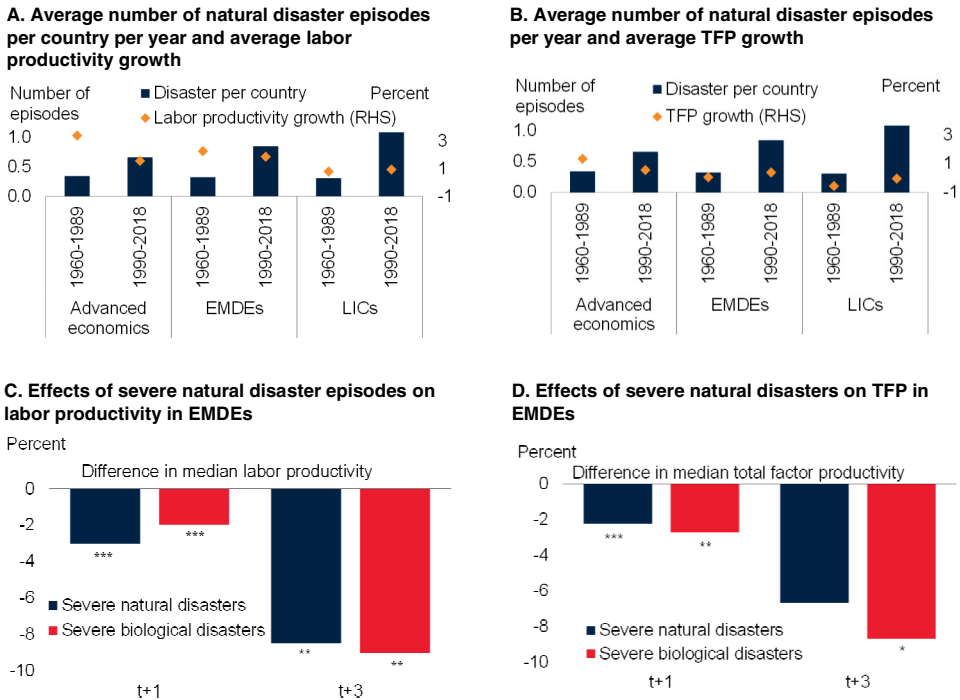 A. Average number of natural disaster episodes
per country per year and average labor
productivity growth
Number of
episodes
Disaster per country
Labor productivity growth (RHS)
Percent
1.0
0.5
0.0
3
1
-1
1960-1989
1990-2018
1960-1989
1990-2018
1960-1989
1990-2018
Advanced
economics
EMDEs
LICs
B. Average number of natural disaster episodes
per year and average TFP growth
Number of
episodes
Disaster per country
TFP growth (RHS)
Percent
1.0
0.5
0.0
3
1
-1
1960-1989
1990-2018
1960-1989
1990-2018
1960-1989
1990-2018
Advanced
economics
EMDEs
LICs
C. Effects of severe natural disaster episodes on
labor productivity in EMDEs
Percent
Difference in median labor productivity
0
-2
-4
-6
-8
-10
***
***
**
**
Severe natural disasters
Severe biological disasters
t+1
t+3
D. Effects of severe natural disasters on TFP in
EMDEs
Percent
Difference in median total factor productivity
0
-2
-4
-6
-8
-10
***
**
*
Severe natural disasters
Severe biological disasters
t+1
t+3